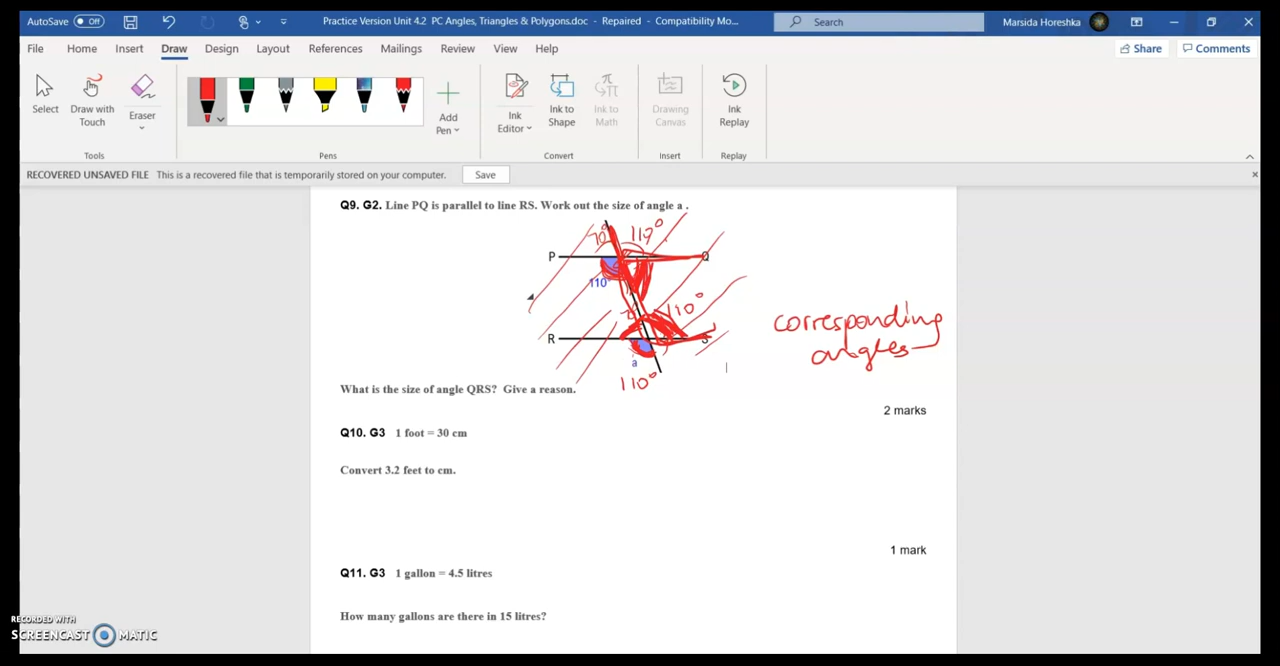 AutoSave Off Practice Version Unit 4.2 PC Angles, Triangles & Polygons.doc - Repaired - Compatibility Mo... Search Marsida Horeshka
File Home Insert Draw Design Layout References Mailings Review View Help Share Comments
Select Draw with Touch Eraser Add Pen Ink Editor Ink to Shape Ink to Math Drawing Canvas Ink Replay
Tools Pens Convert Insert Replay
RECOVERED UNSAVED FILE This is a recovered file that is temporarily stored on your computer. Save
Q9. G2. Line PQ is parallel to line RS. Work out the size of angle a .
70° 110°
P Q
110°
110°
R S
a
110°
corresponding
angles
What is the size of angle QRS? Give a reason.
2 marks
Q10. G3 1 foot = 30 cm
Convert 3.2 feet to cm.
1 mark
Q11. G3 1 gallon = 4.5 litres
How many gallons are there in 15 litres?
RECORDED WITH
SCREENCAST MATIC